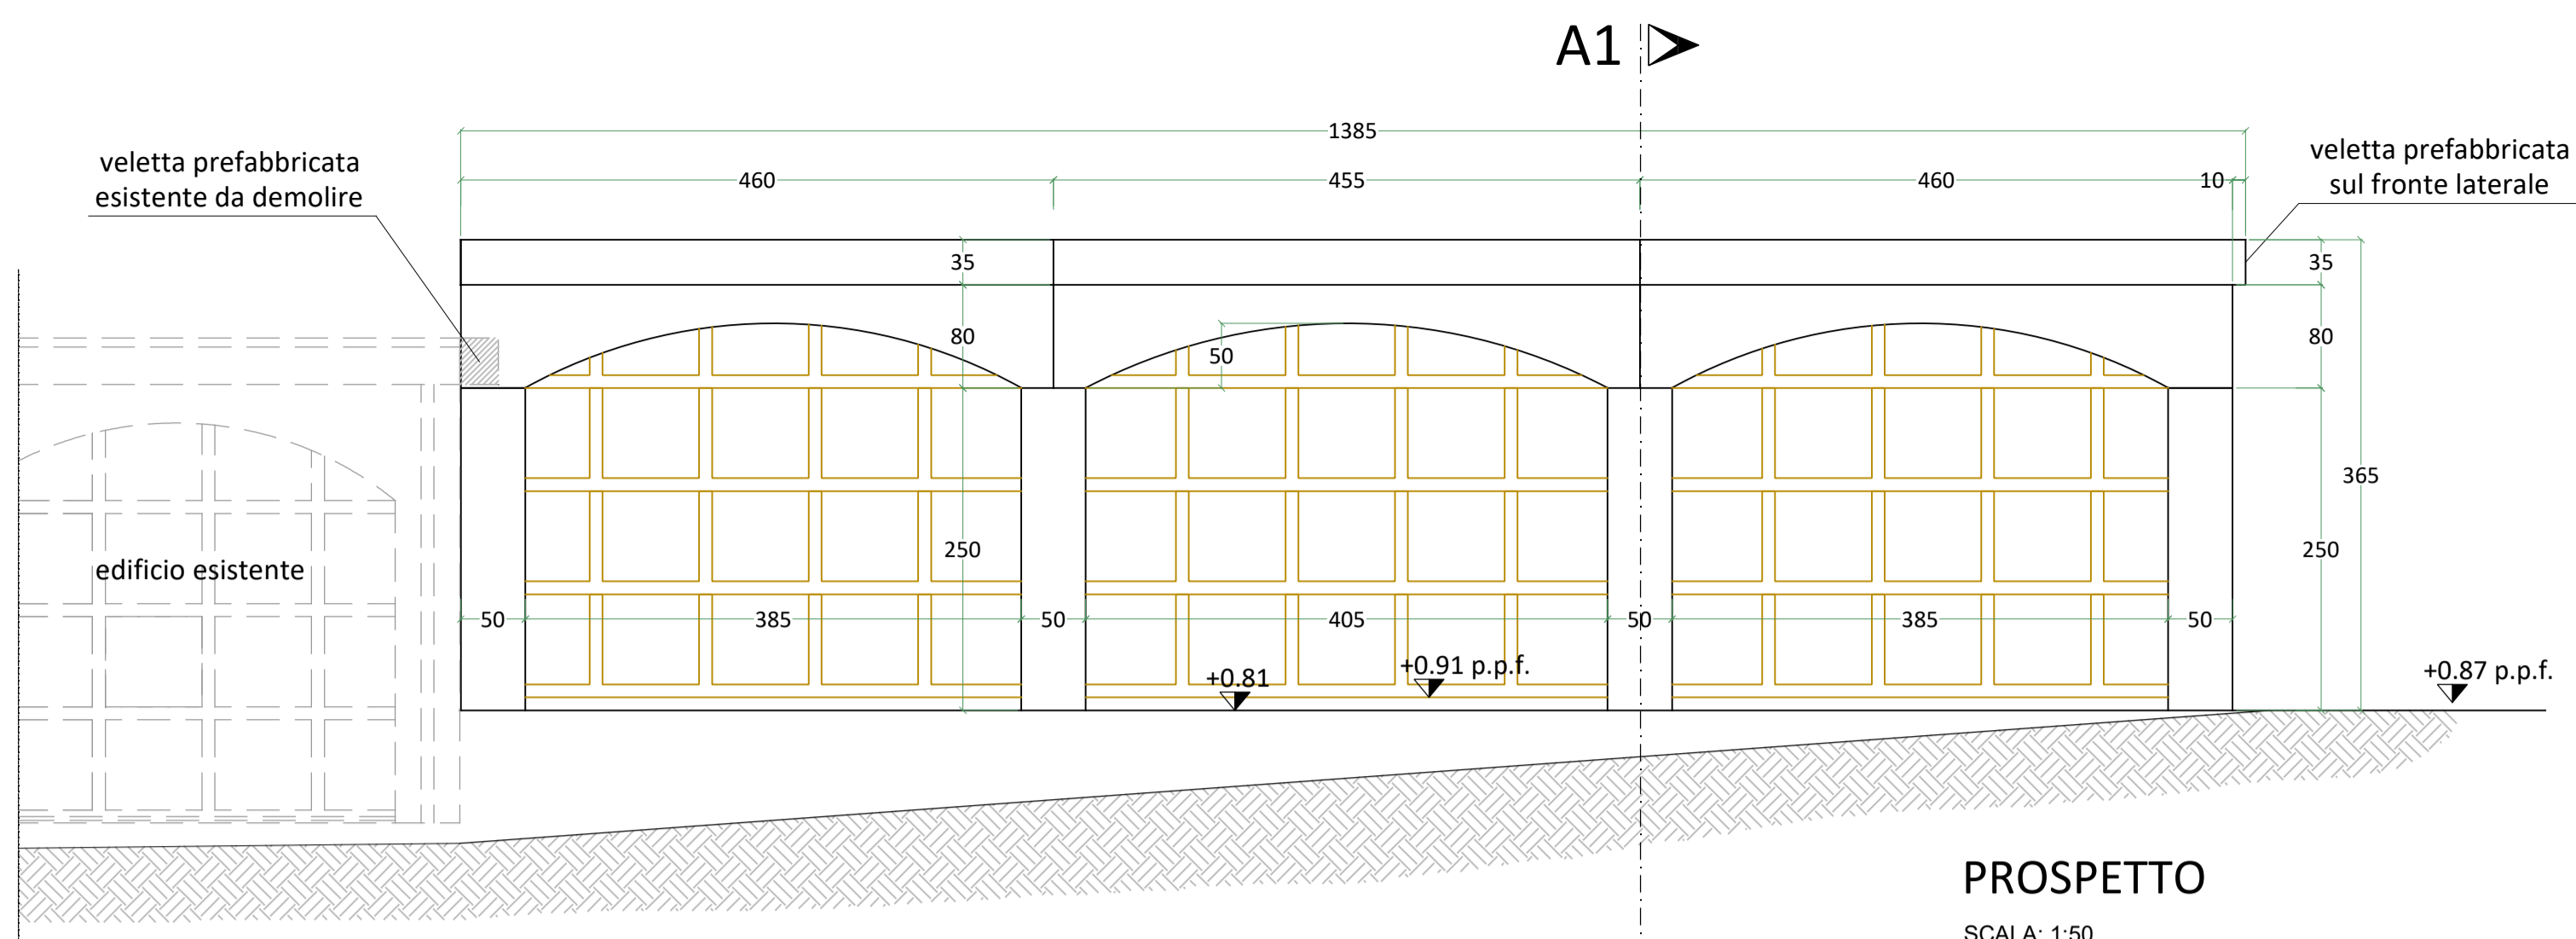 A1
1385
veletta prefabbricata
esistente da demolire
veletta prefabbricata
sul fronte laterale
460
455
460
10
35
35
80
50
80
365
250
250
edificio esistente
50
385
50
405
50
385
50
+0.81
+0.91 p.p.f.
+0.87 p.p.f.
PROSPETTO
SCALA: 1:50